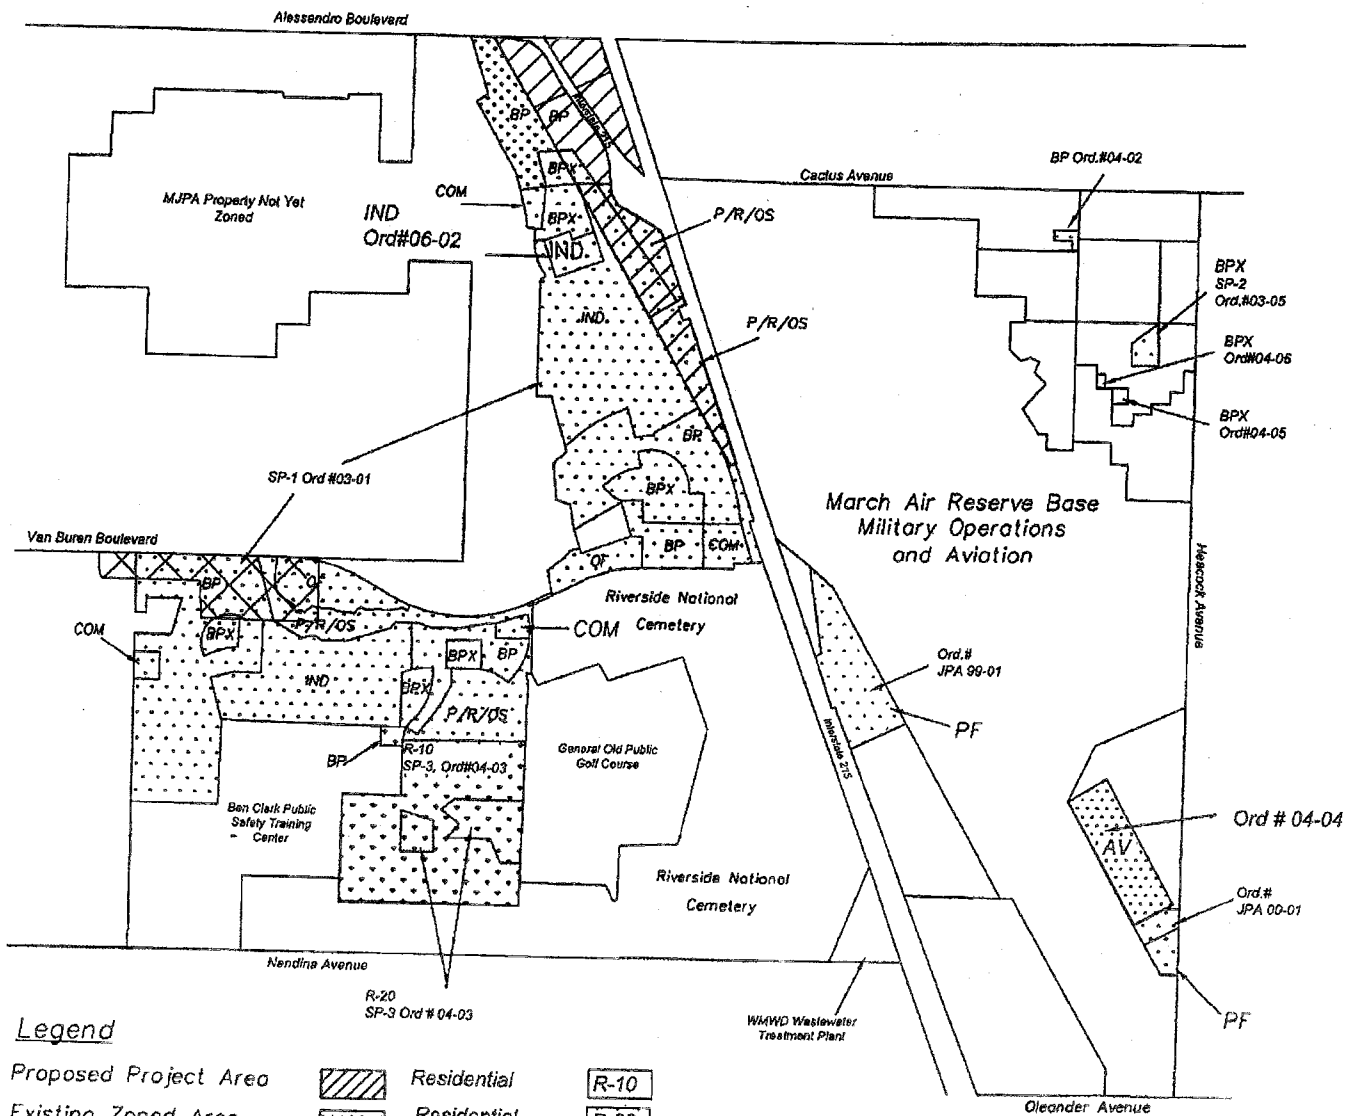 Alessandro Boulevard
BP
BP
Interstate 215
BPX
BP Ord.#04-02
Cactus Avenue
COM
MJPA Property Not Yet
Zoned
IND
Ord#06-02
BPX
P/R/OS
IND
BPX
SP-2
Ord.#03-05
IND
P/R/OS
BPX
Ord#04-06
BPX
Ord#04-05
BP
SP-1 Ord #03-01
BPX
March Air Reserve Base
Military Operations
and Aviation
Van Buren Boulevard
BP
COM
OF
Heacock Avenue
BP
OF
Riverside National
Cemetery
COM
BPX
P/R/OS
COM
BPX
BP
IND
BPX
P/R/OS
Ord.#
JPA 99-01
PF
Interstate 215
BP
R-10
SP-3, Ord#04-03
General Old Public
Golf Course
Ben Clark Public
Safety Training
Center
Ord # 04-04
AV
Riverside National
Cemetery
Ord.#
JPA 00-01
Nandina Avenue
R-20
SP-3 Ord # 04-03
WMWD Wastewater
Treatment Plant
PF
Legend
Proposed Project Area
Residential
R-10
Existing Zoned Area
Residential
Oleander Avenue